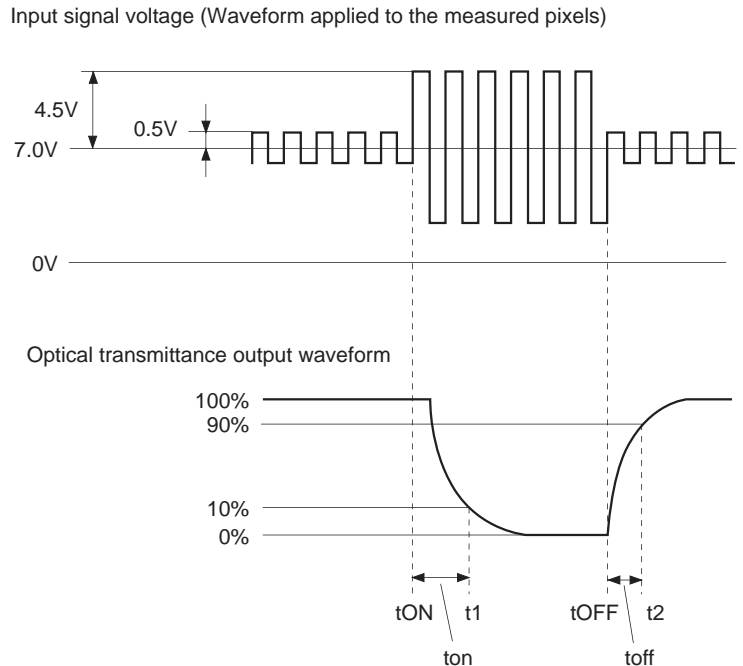 Input signal voltage (Waveform applied to the measured pixels)
4.5V
0.5V
7.0V
0V
Optical transmittance output waveform
100%
90%
10%
0%
tON t1 tOFF t2
ton toff